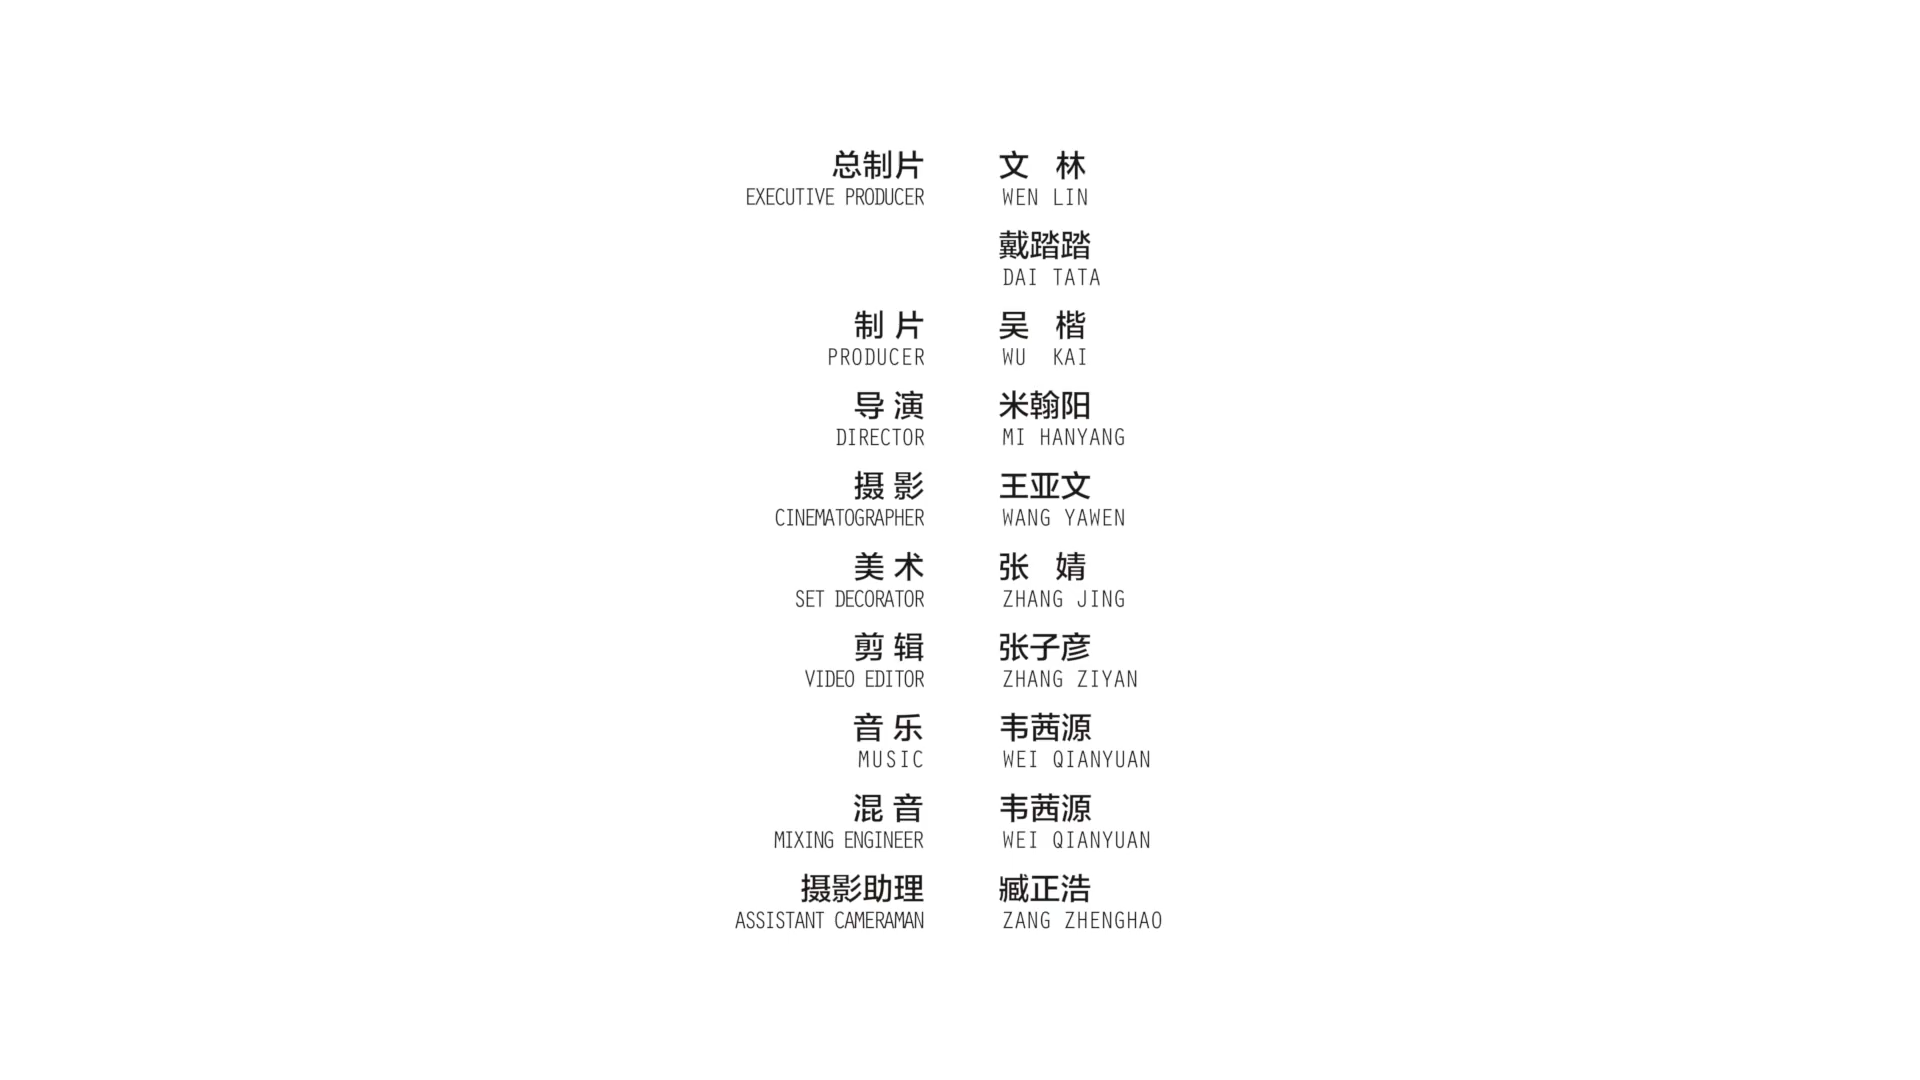 总制片 文 林
EXECUTIVE PRODUCER WEN LIN
戴踏踏
DAI TATA
制 片 吴 楷
PRODUCER WU KAI
导 演 米翰阳
DIRECTOR MI HANYANG
摄 影 王亚文
CINEMATOGRAPHER WANG YAWEN
美 术 张 婧
SET DECORATOR ZHANG JING
剪 辑 张子彦
VIDEO EDITOR ZHANG ZIYAN
音 乐 韦茜源
MUSIC WEI QIANYUAN
混 音 韦茜源
MIXING ENGINEER WEI QIANYUAN
摄影助理 臧正浩
ASSISTANT CAMERAMAN ZANG ZHENGHAO